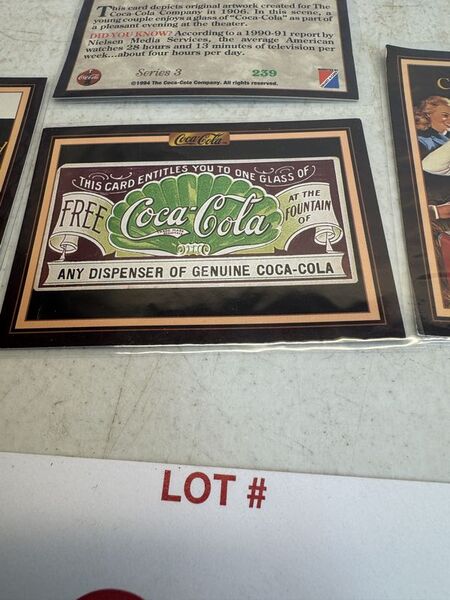 This card depicts original artwork created for The
Coca-Cola Company in 1906. In this scene, a
young couple enjoys a glass of "Coca-Cola" as part of
a pleasant evening at the theater.
DID YOU KNOW? According to a 1990-91 report by
Nielsen Media Services, the average American
watches 28 hours and 13 minutes of television per
week...about four hours per day.
Coca-Cola
Series 3
239
©1994 The Coca-Cola Company. All rights reserved.
Coca-Cola
THIS CARD ENTITLES YOU TO ONE GLASS OF
FREE
Coca-Cola
AT THE
FOUNTAIN
OF
ANY DISPENSER OF GENUINE COCA-COLA
C
LOT #